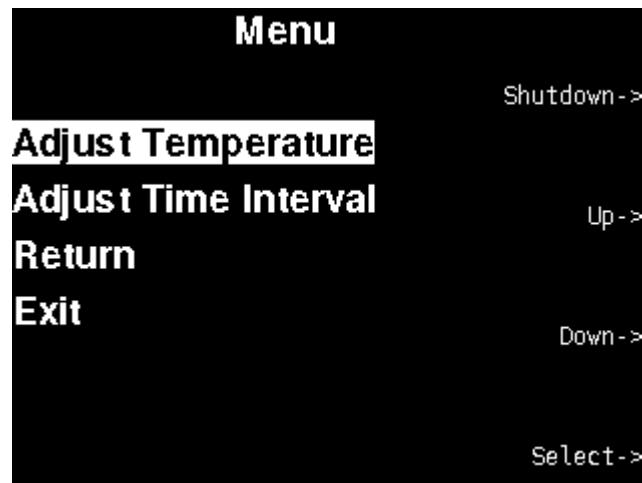 Menu
Shutdown->
Adjust Temperature
Adjust Time Interval
Up->
Return
Exit
Down->
Select->